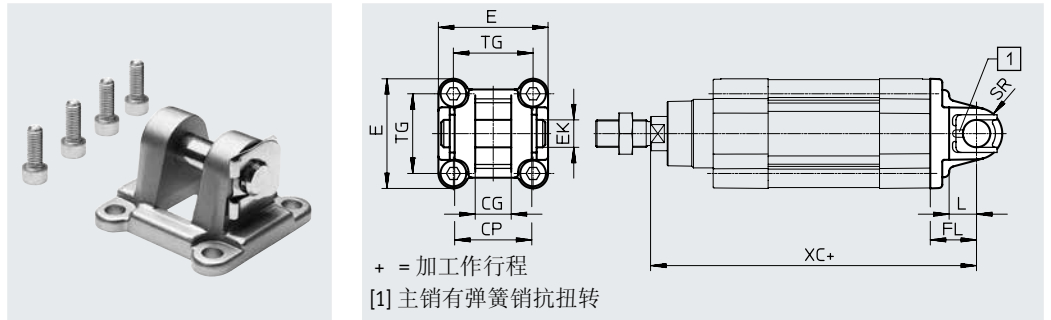 E
TG
1
SR
E
TG
EK
CG
L
CP
FL
XC+
+ = 加工作行程
[1] 主销有弹簧销抗扭转